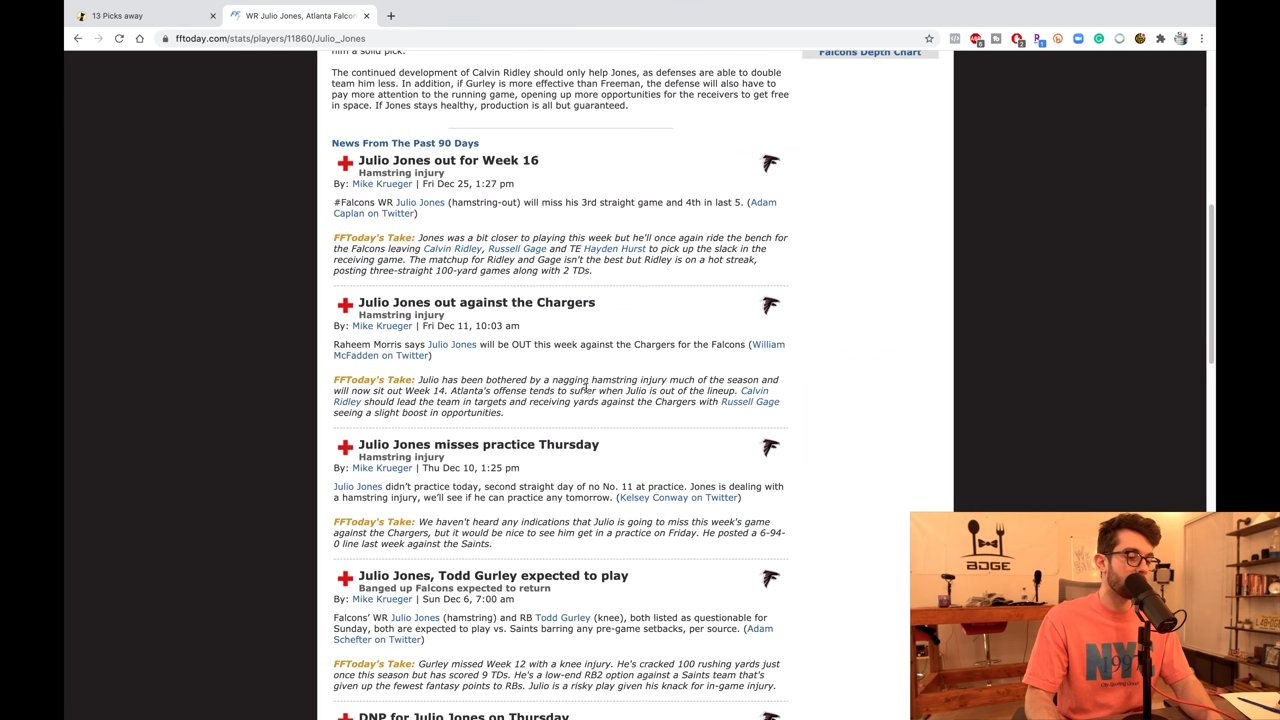 13 Picks away
WR Julio Jones, Atlanta Falcon
fftoday.com/stats/players/11860/Julio_Jones
him a solid pick.
Falcons Depth Chart
The continued development of Calvin Ridley should only help Jones, as defenses are able to double
team him less. In addition, if Gurley is more effective than Freeman, the defense will also have to
pay more attention to the running game, opening up more opportunities for the receivers to get free
in space. If Jones stays healthy, production is all but guaranteed.
News From The Past 90 Days
Julio Jones out for Week 16
Hamstring injury
By: Mike Krueger | Fri Dec 25, 1:27 pm
#Falcons WR Julio Jones (hamstring-out) will miss his 3rd straight game and 4th in last 5. (Adam
Caplan on Twitter)
FFToday's Take: Jones was a bit closer to playing this week but he'll once again ride the bench for
the Falcons leaving Calvin Ridley, Russell Gage and TE Hayden Hurst to pick up the slack in the
receiving game. The matchup for Ridley and Gage isn't the best but Ridley is on a hot streak,
posting three-straight 100-yard games along with 2 TDs.
Julio Jones out against the Chargers
Hamstring injury
By: Mike Krueger | Fri Dec 11, 10:03 am
Raheem Morris says Julio Jones will be OUT this week against the Chargers for the Falcons (William
McFadden on Twitter)
FFToday's Take: Julio has been bothered by a nagging hamstring injury much of the season and
will now sit out Week 14. Atlanta's offense tends to suffer when Julio is out of the lineup. Calvin
Ridley should lead the team in targets and receiving yards against the Chargers with Russell Gage
seeing a slight boost in opportunities.
Julio Jones misses practice Thursday
Hamstring injury
By: Mike Krueger | Thu Dec 10, 1:25 pm
Julio Jones didn't practice today, second straight day of no No. 11 at practice. Jones is dealing with
a hamstring injury, we'll see if he can practice any tomorrow. (Kelsey Conway on Twitter)
FFToday's Take: We haven't heard any indications that Julio is going to miss this week's game
against the Chargers, but it would be nice to see him get in a practice on Friday. He posted a 6-94-
0 line last week against the Saints.
Julio Jones, Todd Gurley expected to play
Banged up Falcons expected to return
By: Mike Krueger | Sun Dec 6, 7:00 am
Falcons' WR Julio Jones (hamstring) and RB Todd Gurley (knee), both listed as questionable for
Sunday, both are expected to play vs. Saints barring any pre-game setbacks, per source. (Adam
Schefter on Twitter)
FFToday's Take: Gurley missed Week 12 with a knee injury. He's cracked 100 rushing yards just
once this season but has scored 9 TDs. He's a low-end RB2 option against a Saints team that's
given up the fewest fantasy points to RBs. Julio is a risky play given his knack for in-game injury.
DNP for Julio Jones on Thursday
BDGE
NYC
1997